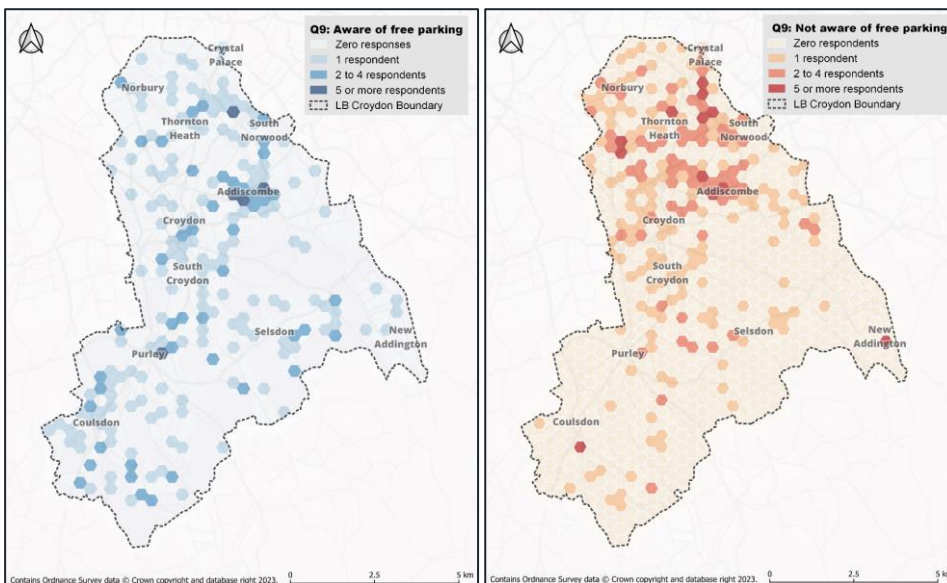 Q9: Aware of free parking
Zero responses
1 respondent
2 to 4 respondents
5 or more respondents
LB Croydon Boundary
Crystal
Palace
Norbury
Thornton
Heath
South
Norwood
Addiscombe
Croydon
South
Croydon
Selsdon
New
Addington
Purley
Coulsdon
Contains Ordnance Survey data © Crown copyright and database right 2023.
0 2.5 5 km
Q9: Not aware of free parking
Zero respondents
1 respondent
2 to 4 respondents
5 or more respondents
LB Croydon Boundary
Crystal
Palace
Norbury
Thornton
Heath
South
Norwood
Addiscombe
Croydon
South
Croydon
Selsdon
New
Addington
Purley
Coulsdon
Contains Ordnance Survey data © Crown copyright and database right 2023.
0 2.5 5 km